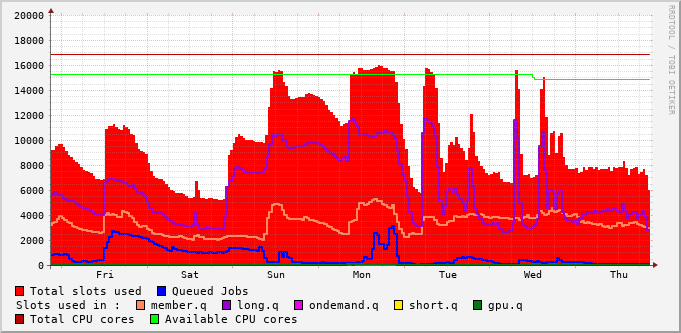 20000
18000
16000
14000
12000
10000
8000
6000
4000
2000
0
Fri Sat Sun Mon Tue Wed Thu
RRDTOOL / TOBI OETIKER
Total slots used Queued Jobs
Slots used in : member.q long.q ondemand.q short.q gpu.q
Total CPU cores Available CPU cores